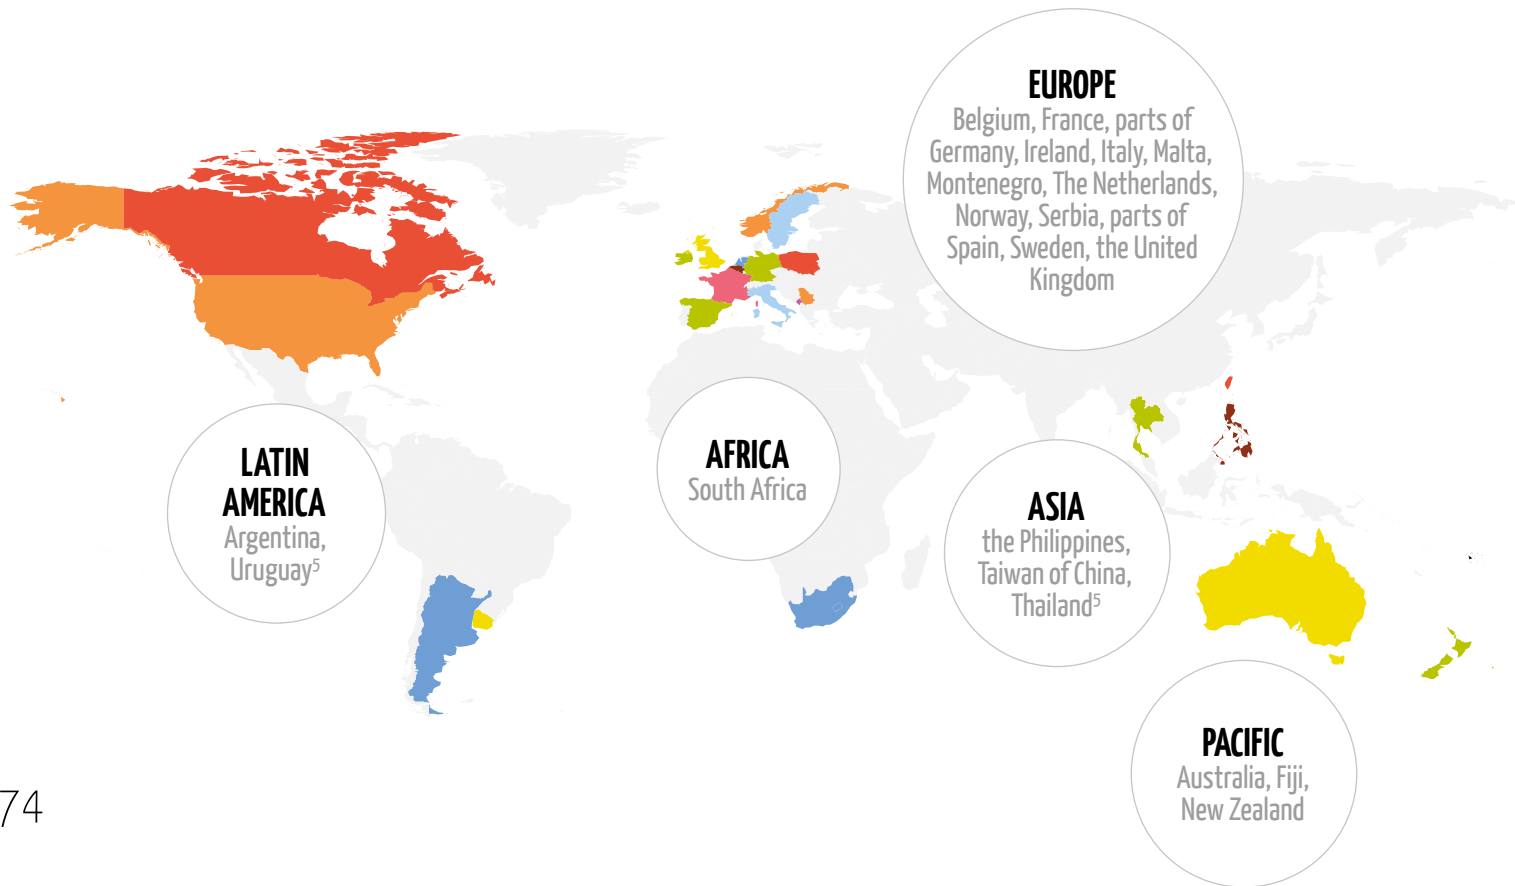 EUROPE
Belgium, France, parts of
Germany, Ireland, Italy, Malta,
Montenegro, The Netherlands,
Norway, Serbia, parts of
Spain, Sweden, the United
Kingdom
LATIN
AMERICA
Argentina,
Uruguay⁵
AFRICA
South Africa
ASIA
the Philippines,
Taiwan of China,
Thailand⁵
PACIFIC
Australia, Fiji,
New Zealand
74